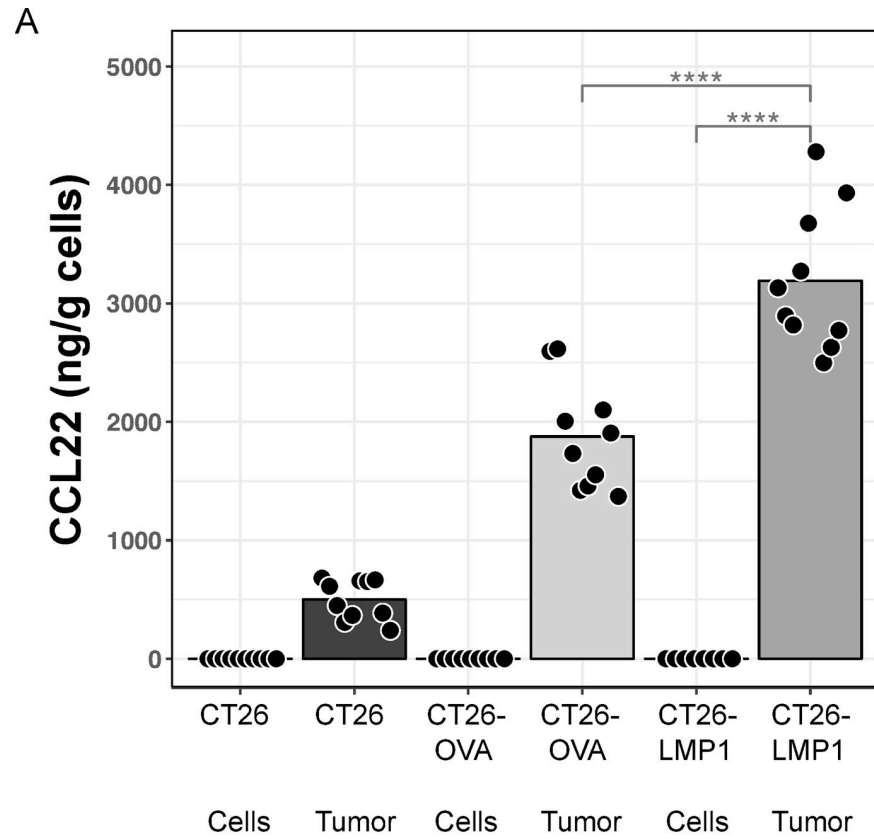 A
CCL22 (ng/g cells)
5000
4000
3000
2000
1000
0
****
****
CT26 CT26 CT26- CT26- CT26- CT26-
OVA OVA LMP1 LMP1
Cells Tumor Cells Tumor Cells Tumor